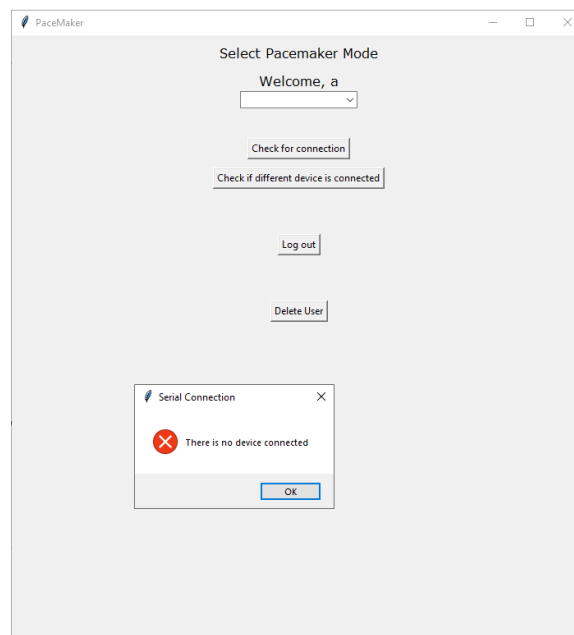 PaceMaker
Select Pacemaker Mode
Welcome, a
Check for connection
Check if different device is connected
Log out
Delete User
Serial Connection
There is no device connected
OK